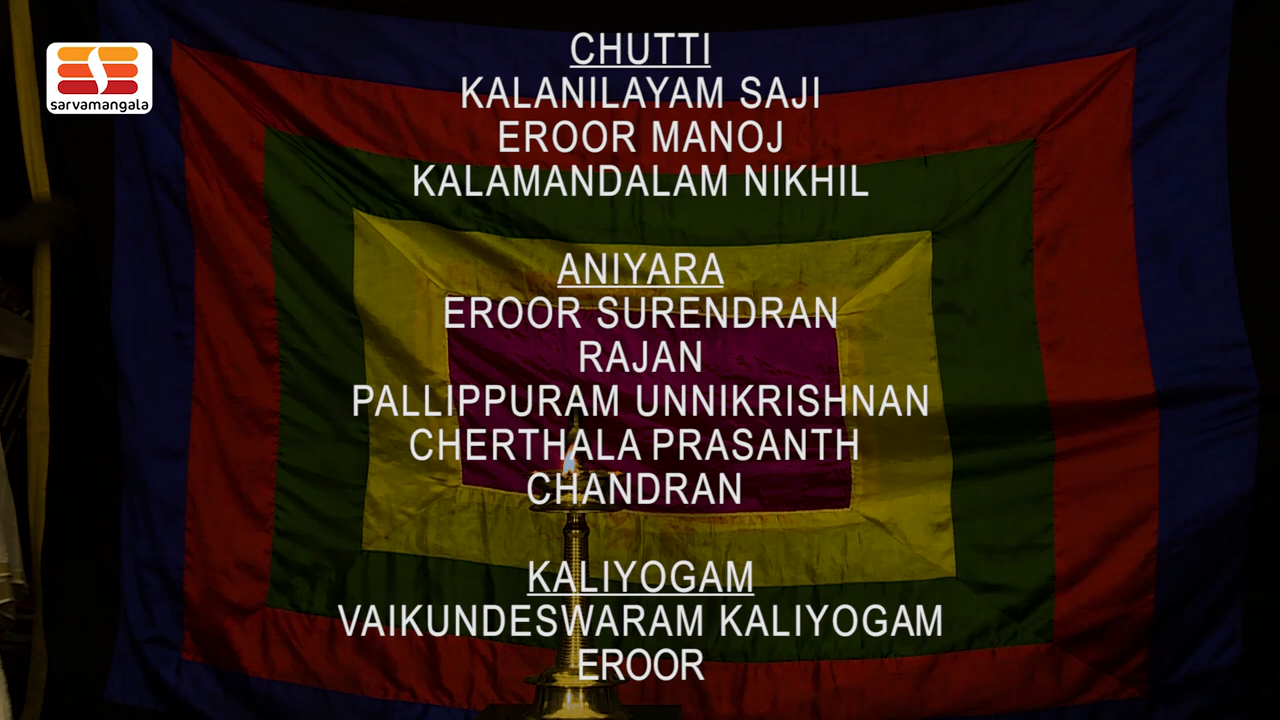 sarvamangala
CHUTTI
KALANILAYAM SAJI
EROOR MANOJ
KALAMANDALAM NIKHIL
ANIYARA
EROOR SURENDRAN
RAJAN
PALLIPPURAM UNNIKRISHNAN
CHERTHALA PRASANTH
CHANDRAN
KALIYOGAM
VAIKUNDESWARAM KALIYOGAM
EROOR